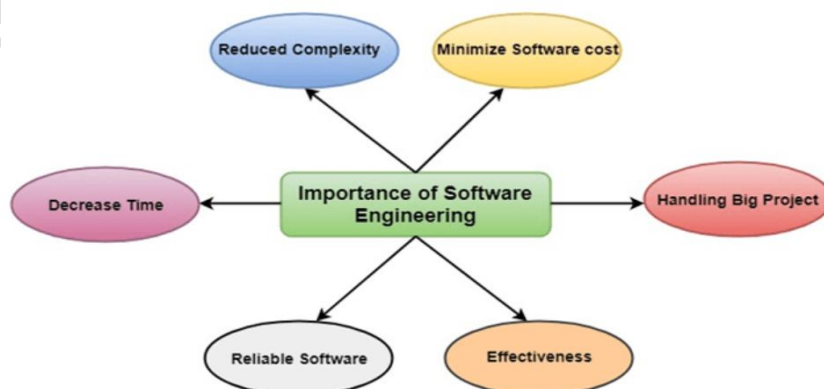 Reduced Complexity
Minimize Software cost
Decrease Time
Importance of Software
Engineering
Handling Big Project
Reliable Software
Effectiveness